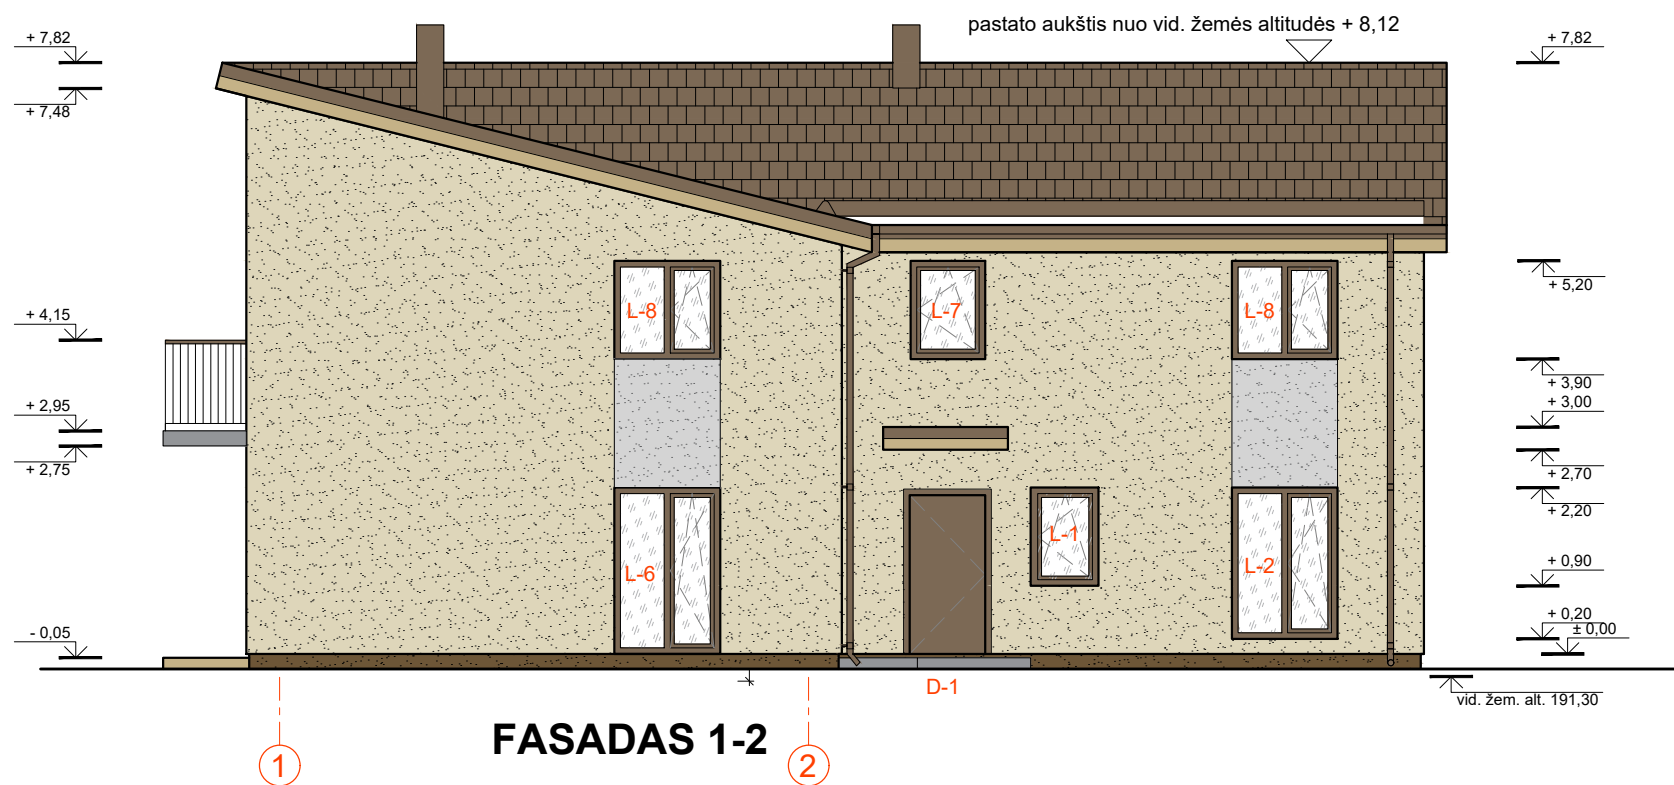 pastato aukštis nuo vid. žemės altitudės + 8,12
+ 7,82
+ 7,82
+ 7,48
+ 5,20
+ 4,15
L-8
L-7
L-8
+ 3,90
+ 3,00
+ 2,95
+ 2,75
+ 2,70
+ 2,20
L-1
L-6
L-2
+ 0,90
+ 0,20
± 0,00
- 0,05
D-1
vid. žem. alt. 191,30
FASADAS 1-2
1
2